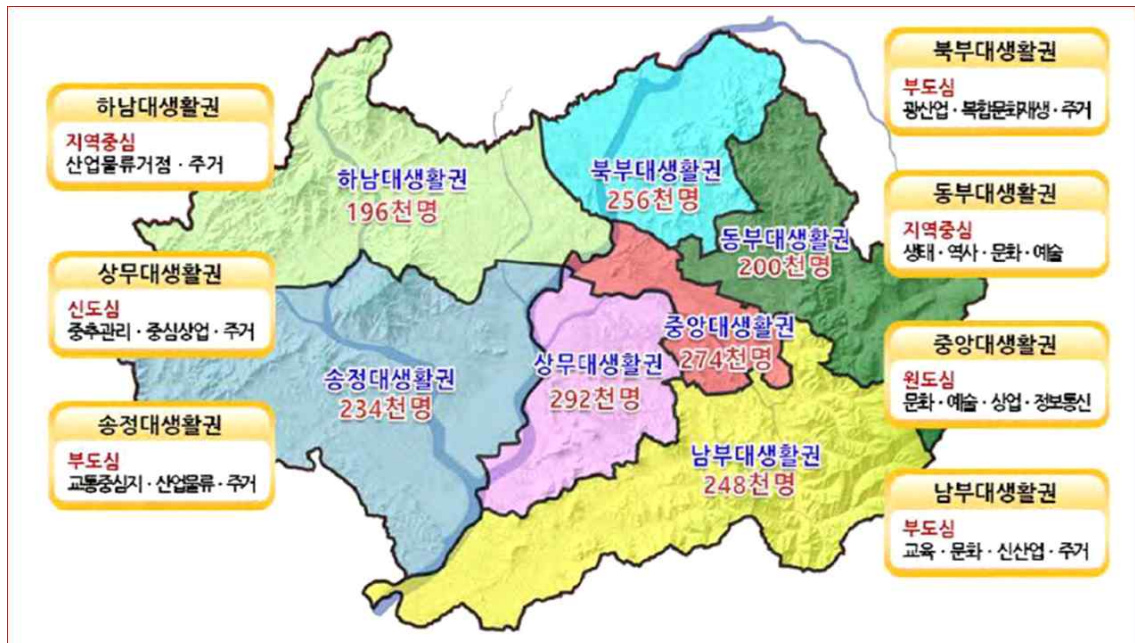 하남대생활권
지역중심
산업물류거점 · 주거
상무대생활권
신도심
중추관리 · 중심상업 · 주거
송정대생활권
부도심
교통중심지 · 산업물류 · 주거
하남대생활권
196천명
북부대생활권
256천명
동부대생활권
200천명
중앙대생활권
274천명
상무대생활권
292천명
송정대생활권
234천명
남부대생활권
248천명
북부대생활권
부도심
광산업 · 복합문화재생 · 주거
동부대생활권
지역중심
생태 · 역사 · 문화 · 예술
중앙대생활권
원도심
문화 · 예술 · 상업 · 정보통신
남부대생활권
부도심
교육 · 문화 · 신산업 · 주거